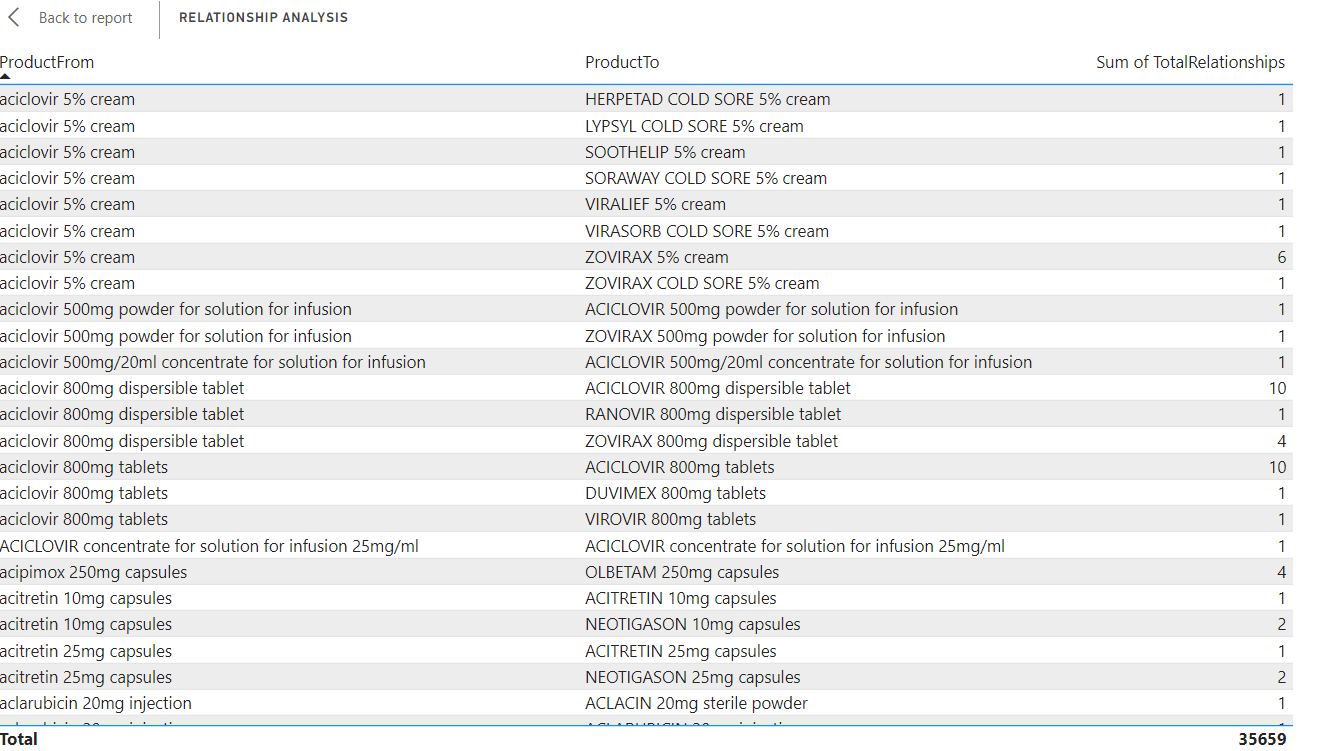 Back to report RELATIONSHIP ANALYSIS
ProductFrom ProductTo Sum of TotalRelationships
aciclovir 5% cream HERPETAD COLD SORE 5% cream 1
aciclovir 5% cream LYPSYL COLD SORE 5% cream 1
aciclovir 5% cream SOOTHELIP 5% cream 1
aciclovir 5% cream SORAWAY COLD SORE 5% cream 1
aciclovir 5% cream VIRALIEF 5% cream 1
aciclovir 5% cream VIRASORB COLD SORE 5% cream 1
aciclovir 5% cream ZOVIRAX 5% cream 6
aciclovir 5% cream ZOVIRAX COLD SORE 5% cream 1
aciclovir 500mg powder for solution for infusion ACICLOVIR 500mg powder for solution for infusion 1
aciclovir 500mg powder for solution for infusion ZOVIRAX 500mg powder for solution for infusion 1
aciclovir 500mg/20ml concentrate for solution for infusion ACICLOVIR 500mg/20ml concentrate for solution for infusion 1
aciclovir 800mg dispersible tablet ACICLOVIR 800mg dispersible tablet 10
aciclovir 800mg dispersible tablet RANOVIR 800mg dispersible tablet 1
aciclovir 800mg dispersible tablet ZOVIRAX 800mg dispersible tablet 4
aciclovir 800mg tablets ACICLOVIR 800mg tablets 10
aciclovir 800mg tablets DUVIMEX 800mg tablets 1
aciclovir 800mg tablets VIROVIR 800mg tablets 1
ACICLOVIR concentrate for solution for infusion 25mg/ml ACICLOVIR concentrate for solution for infusion 25mg/ml 1
acipimox 250mg capsules OLBETAM 250mg capsules 4
acitretin 10mg capsules ACITRETIN 10mg capsules 1
acitretin 10mg capsules NEOTIGASON 10mg capsules 2
acitretin 25mg capsules ACITRETIN 25mg capsules 1
acitretin 25mg capsules NEOTIGASON 25mg capsules 2
aclarubicin 20mg injection ACLACIN 20mg sterile powder 1
Total 35659